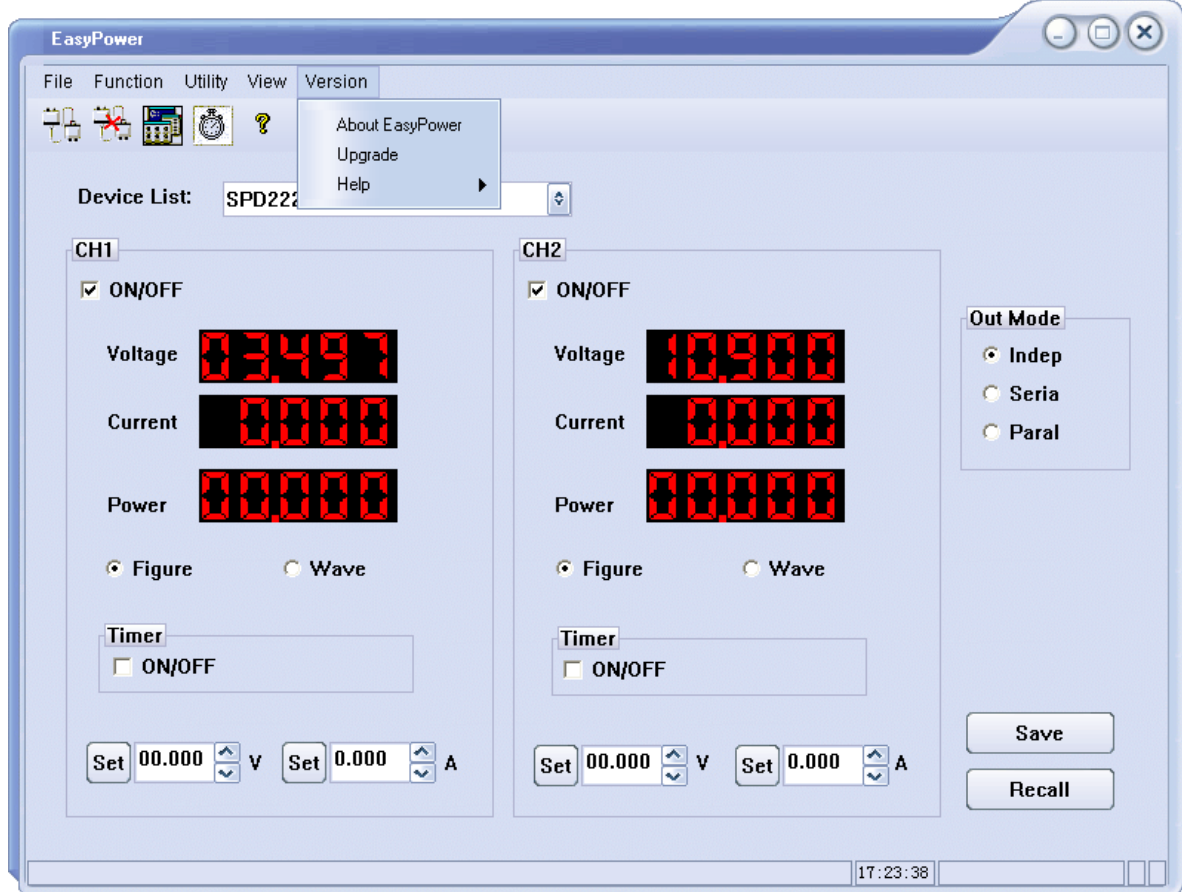 EasyPower
File Function Utility View Version
About EasyPower
Upgrade
Help
Device List: SPD222
CH1
ON/OFF
Voltage 03.497
Current 0.000
Power 00.000
Figure Wave
Timer
ON/OFF
Set 00.000 V Set 0.000 A
CH2
ON/OFF
Voltage 10.900
Current 0.000
Power 00.000
Figure Wave
Timer
ON/OFF
Set 00.000 V Set 0.000 A
Out Mode
Indep
Seria
Paral
Save
Recall
17:23:38